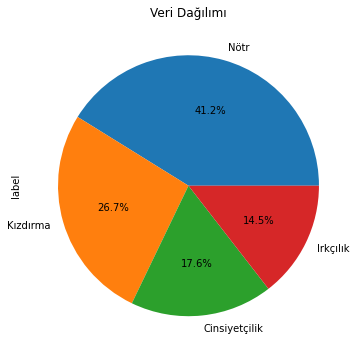 Veri Dağılımı
Nötr
41.2%
label
Kızdırma
26.7%
14.5%
Irkçılık
17.6%
Cinsiyetçilik